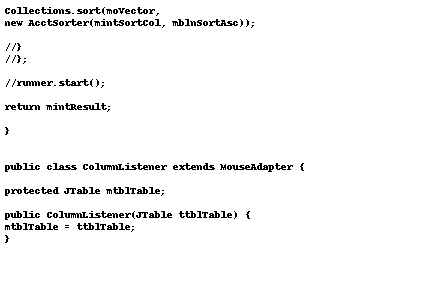 Collections.sort(moVector,
new AcctSorter(mintSortCol, mblnSortAsc));
//}
//};
//runner.start();
return mintResult;
}
public class ColumnListener extends MouseAdapter {
protected JTable mtblTable;
public ColumnListener(JTable ttblTable) {
mtblTable = ttblTable;
}